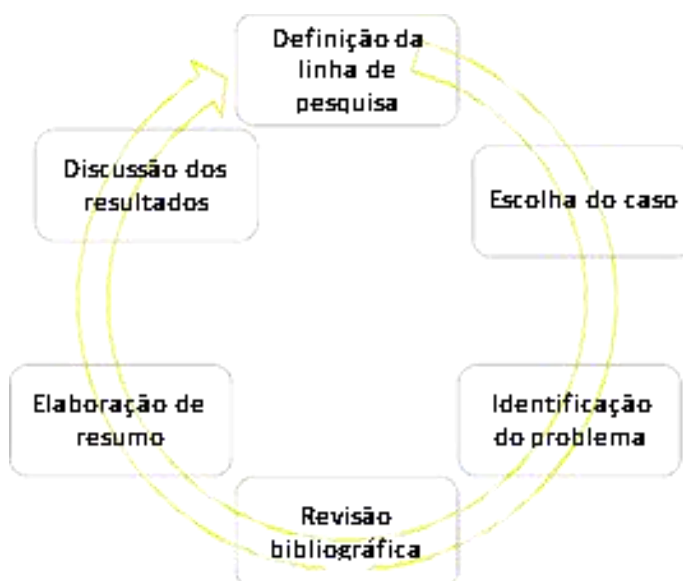 Definição da
linha de
pesquisa
Escolha do caso
Identificação
do problema
Revisão
bibliográfica
Elaboração de
resumo
Discussão dos
resultados